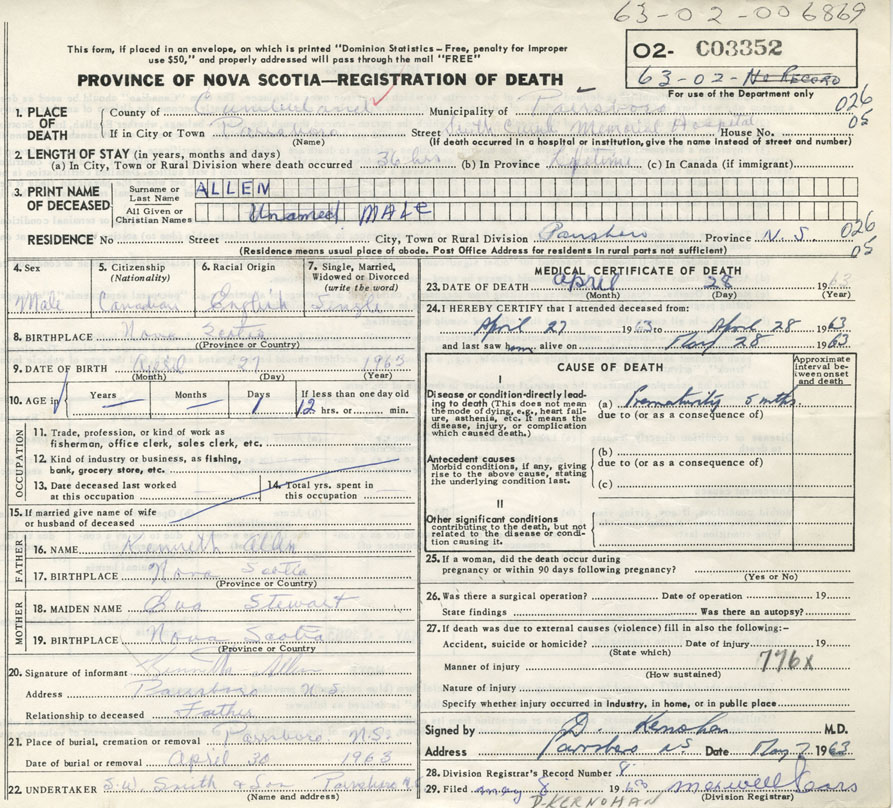 63-02-006869
This form, if placed in an envelope, on which is printed "Dominion Statistics - Free, penalty for improper
use $50," and properly addressed will pass through the mail "FREE"
02- C03352
PROVINCE OF NOVA SCOTIA—REGISTRATION OF DEATH
63-02-No Record
For use of the Department only
1. PLACE OF DEATH
County of Cumberland Municipality of Parrsboro 026
If in City or Town Parrsboro Street Memorial Hospital House No. 05
(Name) (If death occurred in a hospital or institution, give the name instead of street and number)
2. LENGTH OF STAY (in years, months and days)
(a) In City, Town or Rural Division where death occurred 36 hrs (b) In Province Lifetime (c) In Canada (if immigrant)
3. PRINT NAME OF DECEASED
Surname or Last Name ALLEN
All Given or Christian Names Unnamed MALE
RESIDENCE No Street City, Town or Rural Division Parrsboro Province N.S. 026
(Residence means usual place of abode. Post Office Address for residents in rural parts not sufficient) 05
4. Sex 5. Citizenship (Nationality) 6. Racial Origin 7. Single, Married, Widowed or Divorced (write the word)
Male Canadian English Single
8. BIRTHPLACE Nova Scotia
(Province or Country)
9. DATE OF BIRTH April 27 1963
(Month) (Day) (Year)
10. AGE in Years — Months — Days 1 If less than one day old 12 hrs. or min.
OCCUPATION
11. Trade, profession, or kind of work as fisherman, office clerk, sales clerk, etc.
12. Kind of industry or business, as fishing, bank, grocery store, etc.
13. Date deceased last worked at this occupation
14. Total yrs. spent in this occupation
15. If married give name of wife or husband of deceased
FATHER
16. NAME Kenneth Allen
17. BIRTHPLACE Nova Scotia
(Province or Country)
MOTHER
18. MAIDEN NAME Stewart
19. BIRTHPLACE Nova Scotia
(Province or Country)
20. Signature of informant Kenneth Allen
Address Parrsboro N.S.
Relationship to deceased Father
21. Place of burial, cremation or removal Parrsboro N.S.
Date of burial or removal April 30 1963
22. UNDERTAKER S.W. Smith & Son Parrsboro N.S.
(Name and address)
MEDICAL CERTIFICATE OF DEATH
23. DATE OF DEATH April 28 1963
(Month) (Day) (Year)
24. I HEREBY CERTIFY that I attended deceased from:
April 27 1963 to April 28 1963
and last saw him alive on May 28 1963
CAUSE OF DEATH
Approximate interval between onset and death
I
Disease or condition-directly leading to death (This does not mean the mode of dying, e.g., heart failure, asthenia, etc. It means the disease, injury, or complication which caused death.)
(a) Prematurity 5 mths.
due to (or as a consequence of)
Antecedent causes
Morbid conditions, if any, giving rise to the above cause, stating the underlying condition last.
(b)
due to (or as a consequence of)
(c)
II
Other significant conditions contributing to the death, but not related to the disease or condition causing it.
25. If a woman, did the death occur during pregnancy or within 90 days following pregnancy?
(Yes or No)
26. Was there a surgical operation? Date of operation 19
State findings Was there an autopsy?
27. If death was due to external causes (violence) fill in also the following:-
Accident, suicide or homicide? Date of injury 19
(State which)
Manner of injury 776x
(How sustained)
Nature of injury
Specify whether injury occurred in industry, in home, or in public place
Signed by D. Kernohan M.D.
Address Parrsboro NS Date May 7 1963
28. Division Registrar's Record Number 8
29. Filed May 8 1963 Maxwell
(Division Registrar)
D. KERNOHAN